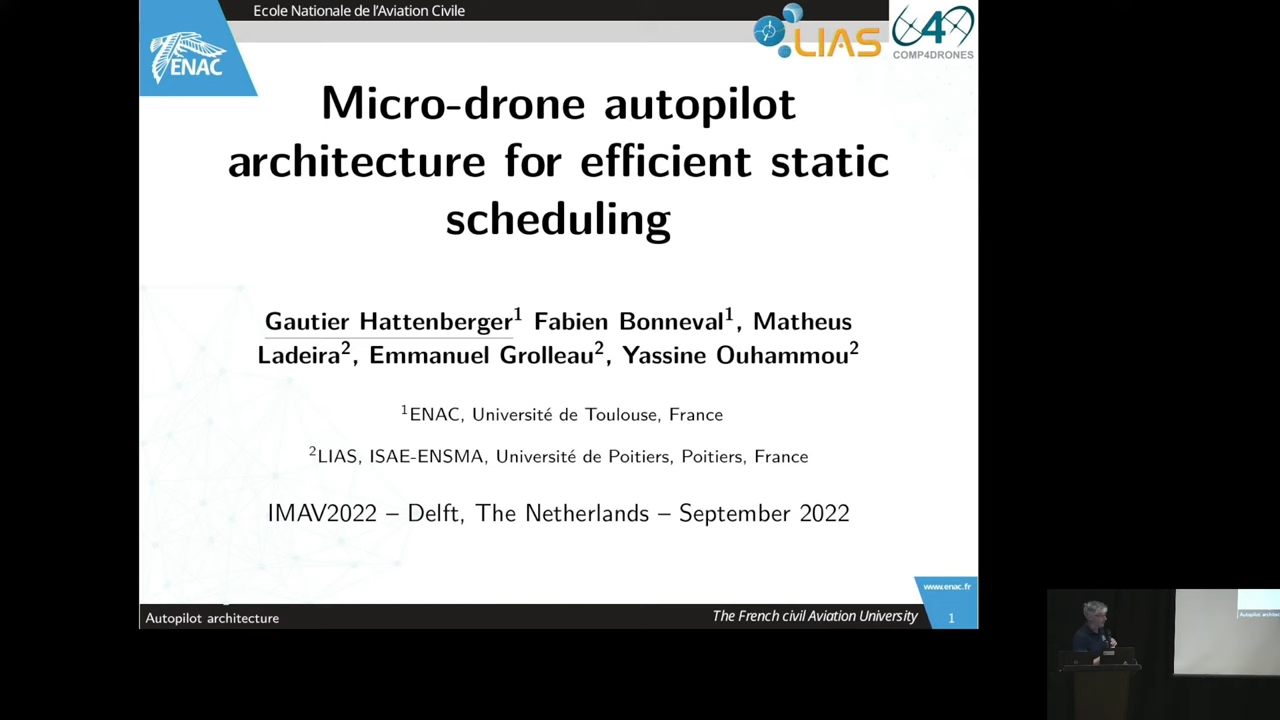 Ecole Nationale de l'Aviation Civile
ENAC
LIAS
COMP4DRONES
Micro-drone autopilot
architecture for efficient static
scheduling
Gautier Hattenberger¹ Fabien Bonneval¹, Matheus
Ladeira², Emmanuel Grolleau², Yassine Ouhammou²
¹ENAC, Université de Toulouse, France
²LIAS, ISAE-ENSMA, Université de Poitiers, Poitiers, France
IMAV2022 – Delft, The Netherlands – September 2022
www.enac.fr
Autopilot architecture
The French civil Aviation University
1